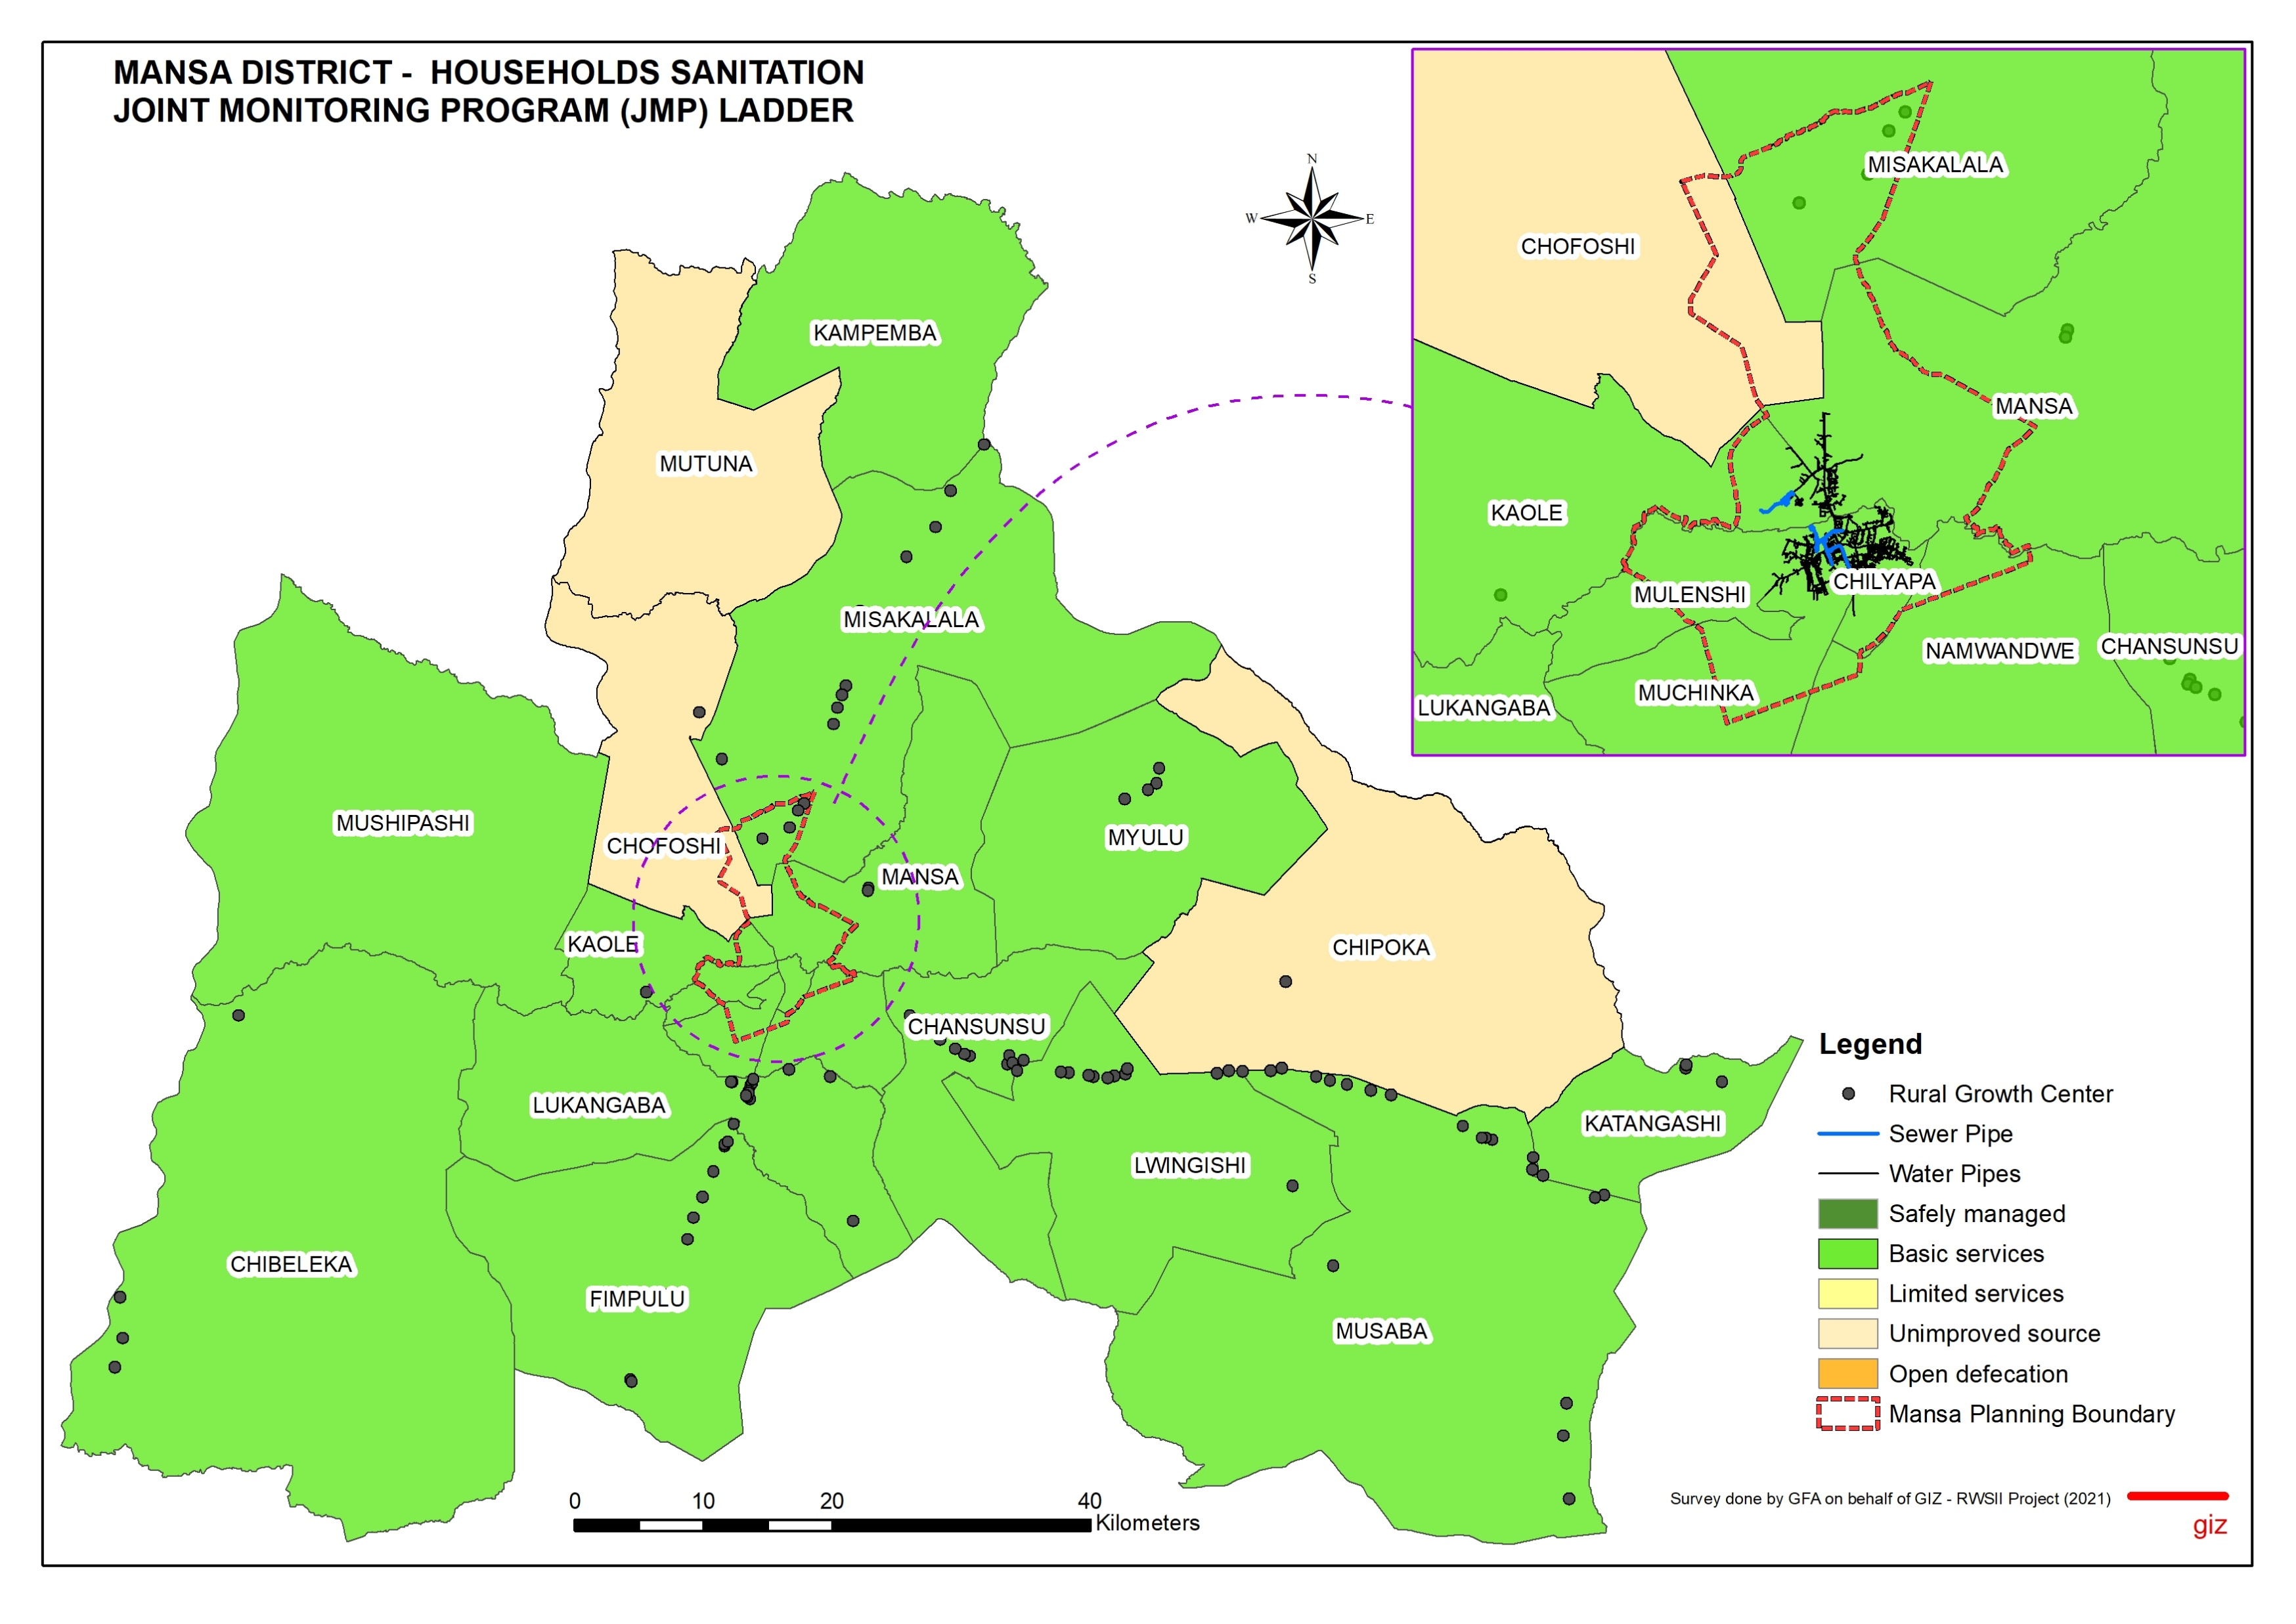 MANSA DISTRICT - HOUSEHOLDS SANITATION
JOINT MONITORING PROGRAM (JMP) LADDER
N
W
E
S
KAMPEMBA
MUTUNA
MISAKALALA
MUSHIPASHI
CHOFOSHI
MYULU
MANSA
KAOLE
CHIPOKA
CHANSUNSU
LUKANGABA
KATANGASHI
LWINGISHI
CHIBELEKA
FIMPULU
MUSABA
MISAKALALA
CHOFOSHI
MANSA
KAOLE
CHILYAPA
MULENSHI
NAMWANDWE
CHANSUNSU
MUCHINKA
LUKANGABA
Legend
Rural Growth Center
Sewer Pipe
Water Pipes
Safely managed
Basic services
Limited services
Unimproved source
Open defecation
Mansa Planning Boundary
0 10 20 40
Kilometers
Survey done by GFA on behalf of GIZ - RWSII Project (2021)
giz